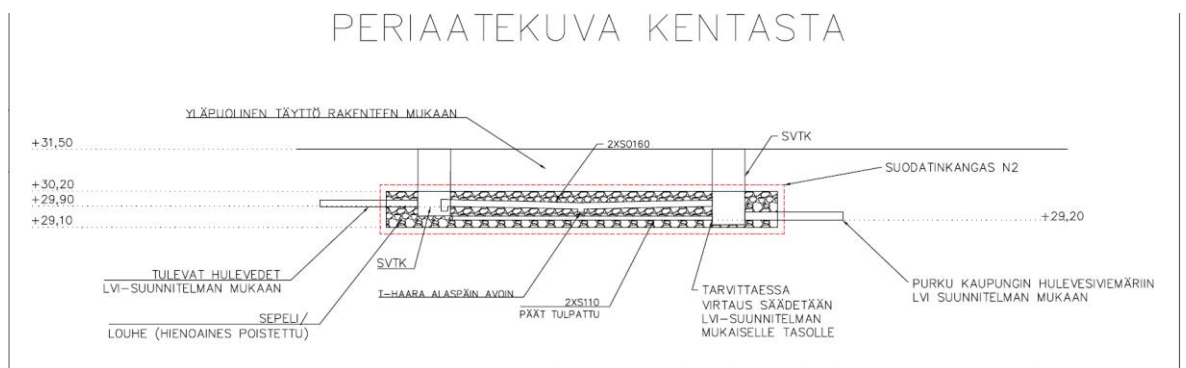 PERIAATEKUVA KENTASTA
YLÄPUOLINEN TÄYTTÖ RAKENTEEN MUKAAN
SVTK
+31,50
2XSO160
SUODATINKANGAS N2
+30,20
+29,90
+29,10
+29,20
SVTK
TULEVAT HULEVEDET
LVI-SUUNNITELMAN MUKAAN
T-HAARA ALASPÄIN AVOIN
2XS110
PÄÄT TULPATTU
TARVITTAESSA
VIRTAUS SÄÄDETÄÄN
LVI-SUUNNITELMAN
MUKAISELLE TASOLLE
PURKU KAUPUNGIN HULEVESIVIEMÄRIIN
LVI SUUNNITELMAN MUKAAN
SEPELI/
LOUHE (HIENOAINES POISTETTU)